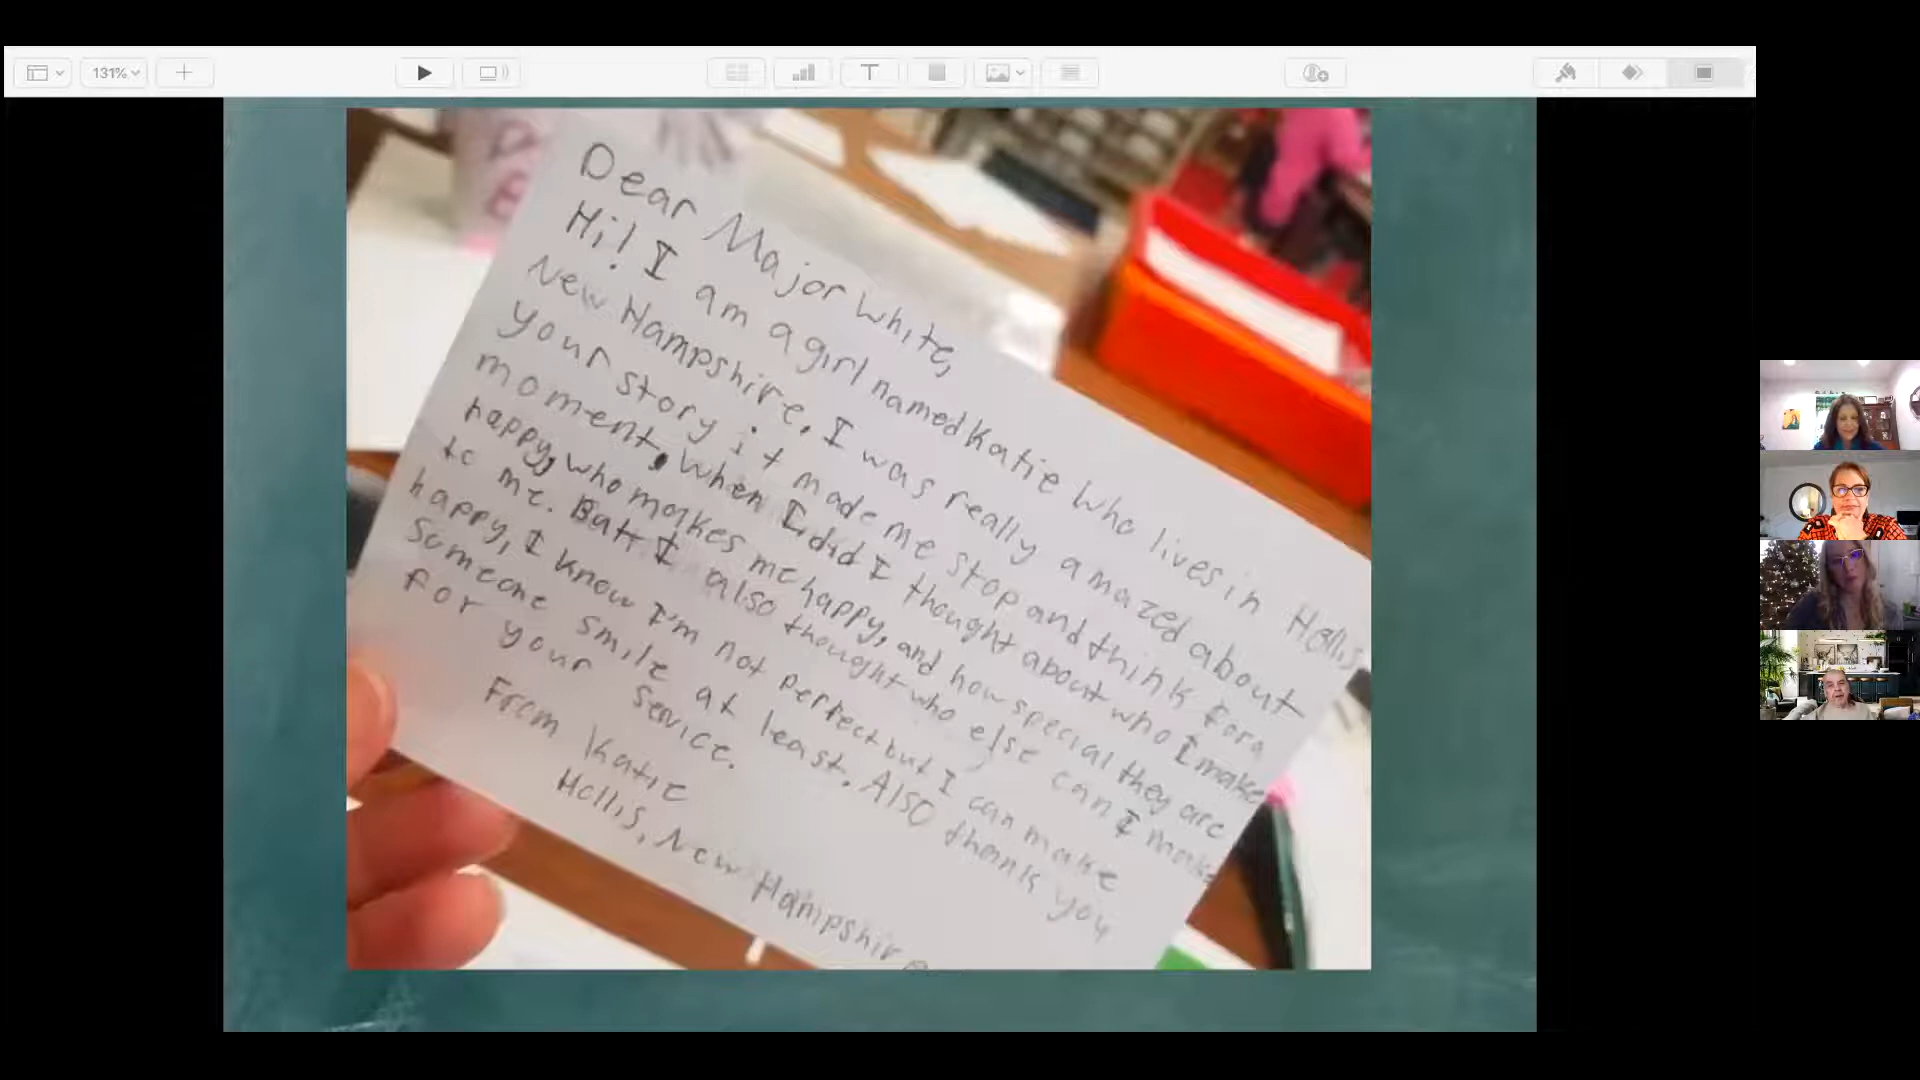 131%
Dear Major White,
Hi! I am a girl named Katie who lives in Hollis
New Hampshire. I was really amazed about
your story it made me stop and think for a
moment, when I did I thought about who I make
happy, who makes me happy, and how special they are
to me. Batt I also thought who else can I make
happy, I know I'm not perfect but I can make
Someone smile at least. Also thank you
for your service.
From Katie
Hollis, New Hampshire